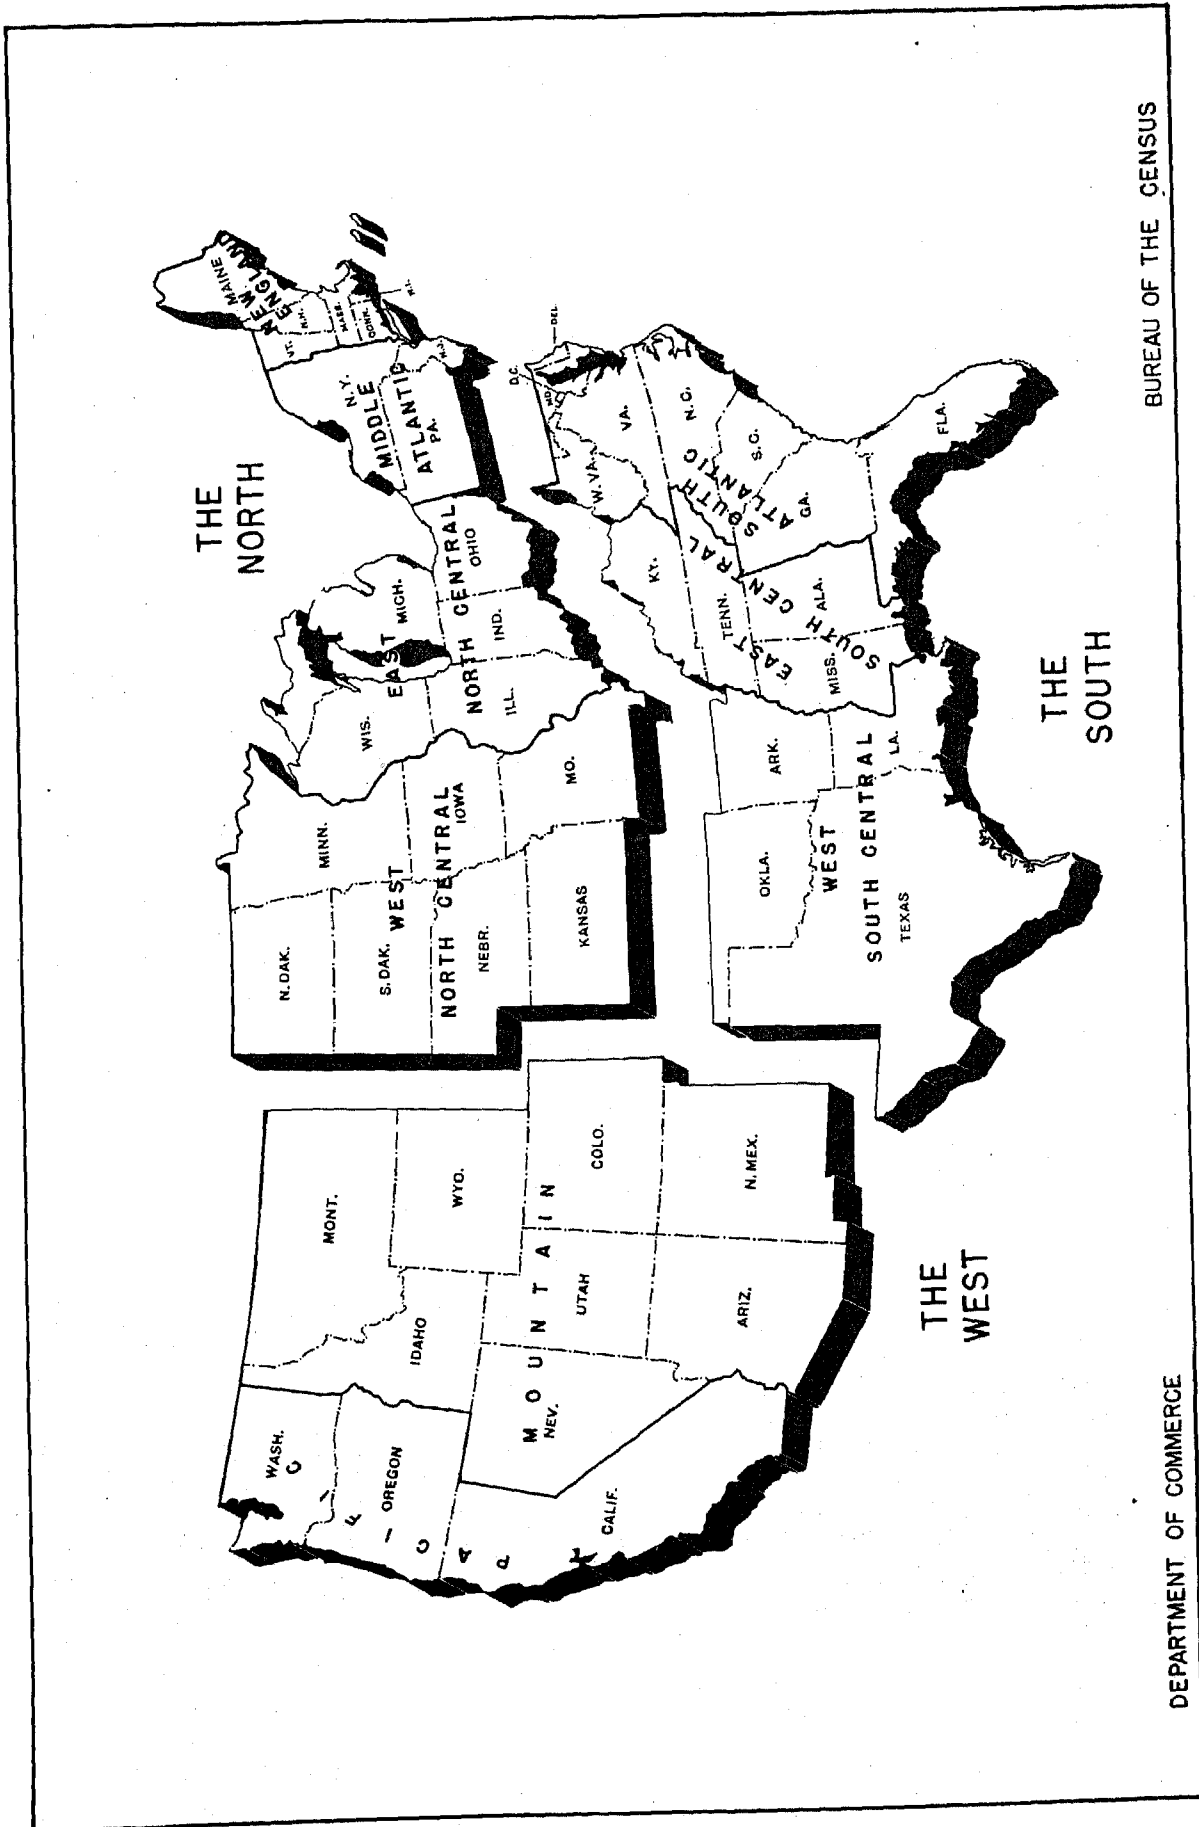 THE
NORTH
THE
WEST
THE
SOUTH
PACIFIC
WASH.
OREGON
CALIF.
MOUNTAIN
MONT.
IDAHO
WYO.
NEV.
UTAH
COLO.
ARIZ.
N. MEX.
WEST
NORTH CENTRAL
N. DAK.
S. DAK.
NEBR.
KANSAS
MINN.
IOWA
MO.
EAST
NORTH CENTRAL
WIS.
MICH.
ILL.
IND.
OHIO
MIDDLE
ATLANTIC
N.Y.
PA.
N.J.
NEW
ENGLAND
MAINE
VT.
N.H.
MASS.
CONN.
R.I.
WEST
SOUTH CENTRAL
OKLA.
TEXAS
ARK.
LA.
EAST
SOUTH CENTRAL
KY.
TENN.
MISS.
ALA.
SOUTH
ATLANTIC
DEL.
D.C.
MD.
W. VA.
VA.
N.C.
S.C.
GA.
FLA.
DEPARTMENT OF COMMERCE
BUREAU OF THE CENSUS